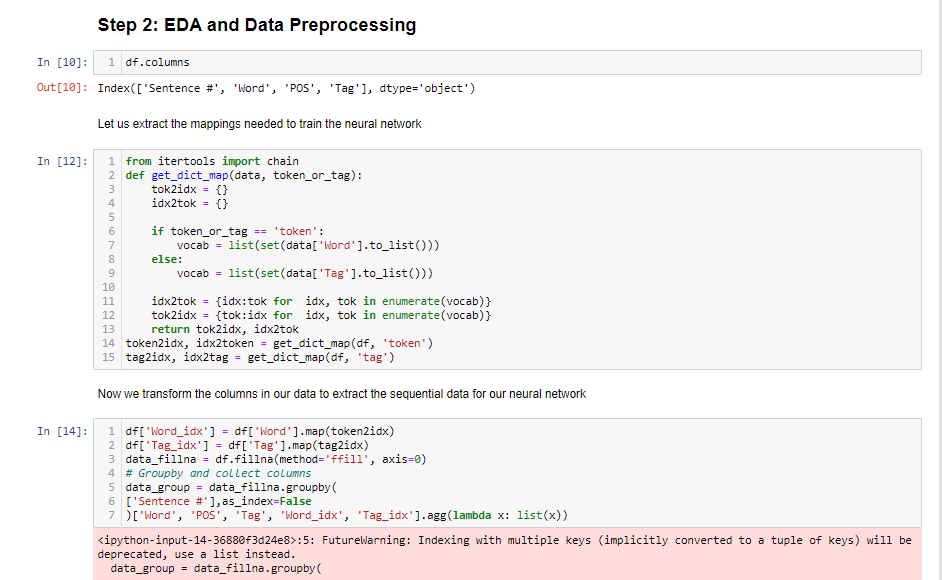 Step 2: EDA and Data Preprocessing
In [10]: 1 df.columns
Out[10]: Index(['Sentence #', 'Word', 'POS', 'Tag'], dtype='object')
Let us extract the mappings needed to train the neural network
In [12]: 1 from itertools import chain
2 def get_dict_map(data, token_or_tag):
3     tok2idx = {}
4     idx2tok = {}
5
6     if token_or_tag == 'token':
7         vocab = list(set(data['Word'].to_list()))
8     else:
9         vocab = list(set(data['Tag'].to_list()))
10
11     idx2tok = {idx:tok for  idx, tok in enumerate(vocab)}
12     tok2idx = {tok:idx for  idx, tok in enumerate(vocab)}
13     return tok2idx, idx2tok
14 token2idx, idx2token = get_dict_map(df, 'token')
15 tag2idx, idx2tag = get_dict_map(df, 'tag')
Now we transform the columns in our data to extract the sequential data for our neural network
In [14]: 1 df['Word_idx'] = df['Word'].map(token2idx)
2 df['Tag_idx'] = df['Tag'].map(tag2idx)
3 data_fillna = df.fillna(method='ffill', axis=0)
4 # Groupby and collect columns
5 data_group = data_fillna.groupby(
6 ['Sentence #'],as_index=False
7 )['Word', 'POS', 'Tag', 'Word_idx', 'Tag_idx'].agg(lambda x: list(x))
<ipython-input-14-36880f3d24e8>:5: FutureWarning: Indexing with multiple keys (implicitly converted to a tuple of keys) will be
deprecated, use a list instead.
  data_group = data_fillna.groupby(